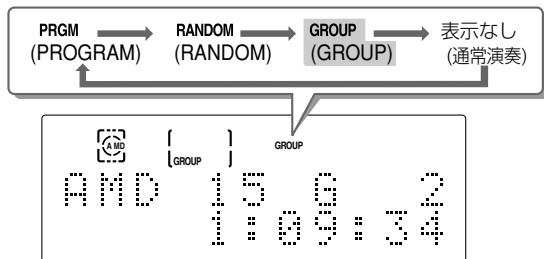 PRGM RANDOM GROUP 表示なし
(PROGRAM) (RANDOM) (GROUP) (通常演奏)
AMD GROUP GROUP
AMD 15 G 2
1:09:34